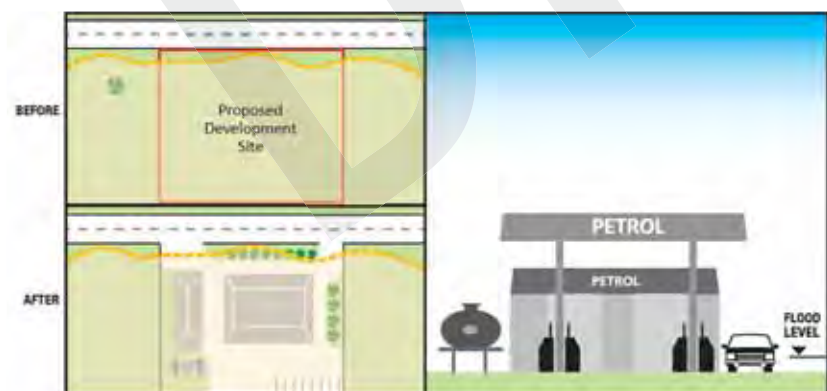 BEFORE
Proposed
Development
Site
AFTER
PETROL
PETROL
FLOOD
LEVEL